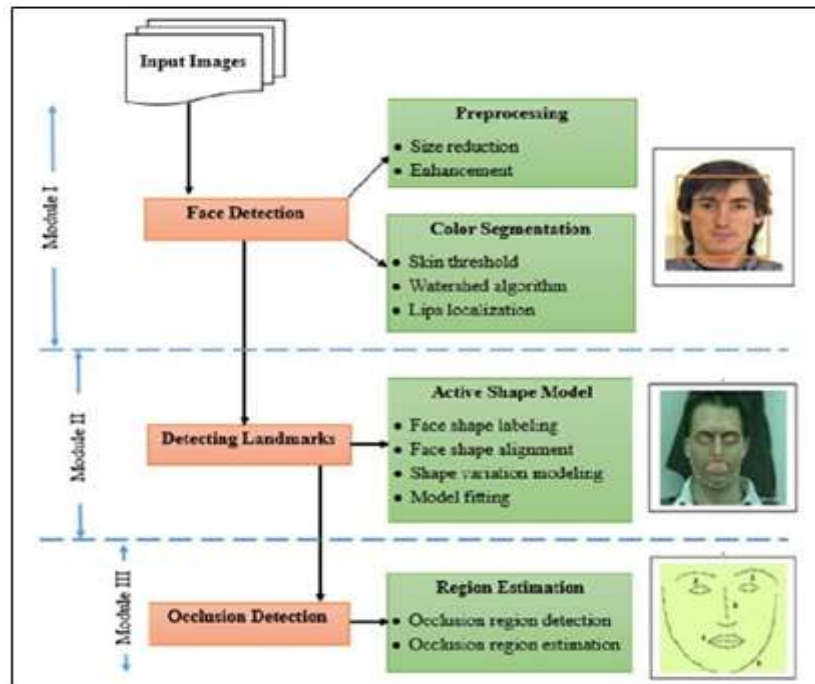 Input Images
Module I
Face Detection
Preprocessing
• Size reduction
• Enhancement
Color Segmentation
• Skin threshold
• Watershed algorithm
• Lips localization
Module II
Detecting Landmarks
Active Shape Model
• Face shape labeling
• Face shape alignment
• Shape variation modeling
• Model fitting
Module III
Occlusion Detection
Region Estimation
• Occlusion region detection
• Occlusion region estimation